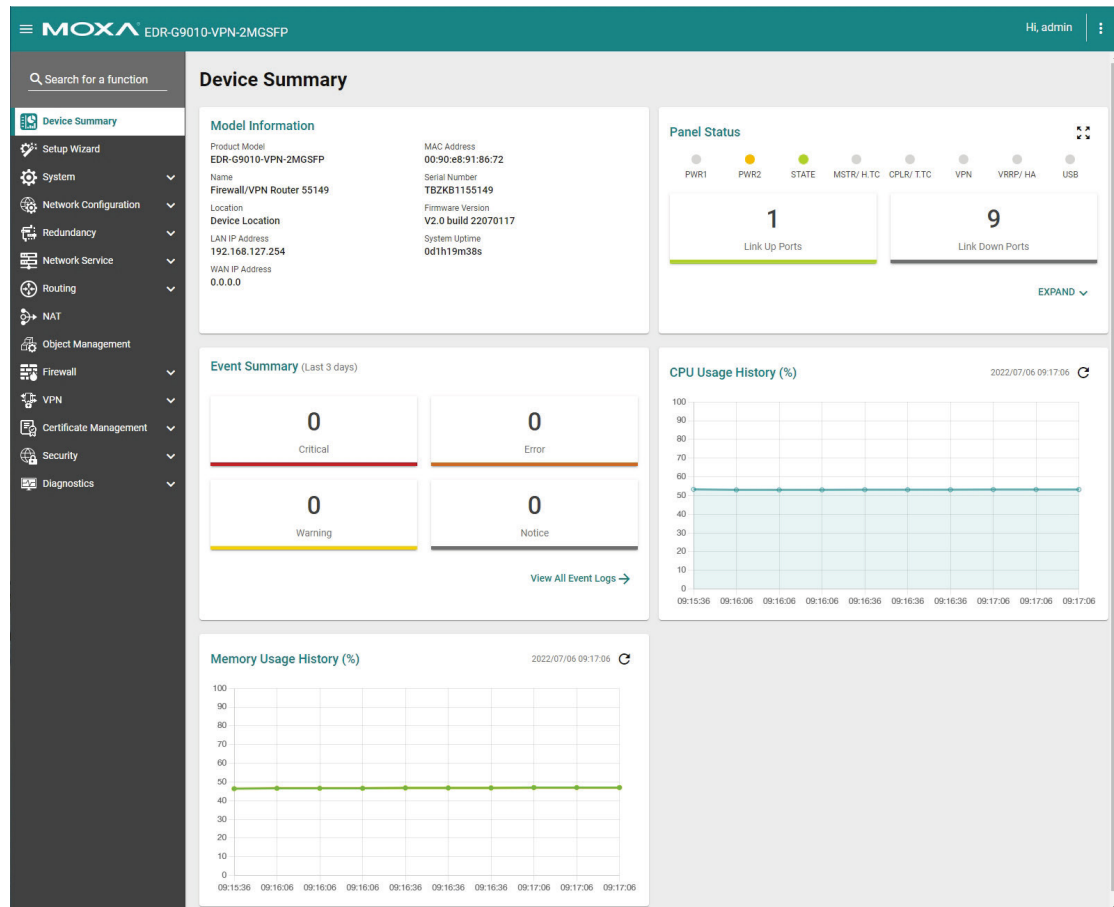 MOXA EDR-G9010-VPN-2MGSFP
Hi, admin
Search for a function
Device Summary
Setup Wizard
System
Network Configuration
Redundancy
Network Service
Routing
NAT
Object Management
Firewall
VPN
Certificate Management
Security
Diagnostics
Device Summary
Model Information
Product Model
EDR-G9010-VPN-2MGSFP
Name
Firewall/VPN Router 55149
Location
Device Location
LAN IP Address
192.168.127.254
WAN IP Address
0.0.0.0
MAC Address
00:90:e8:91:86:72
Serial Number
TBZKB1155149
Firmware Version
V2.0 build 22070117
System Uptime
0d1h19m38s
Panel Status
PWR1 PWR2 STATE MSTR/ H.TC CPLR/ T.TC VPN VRRP/ HA USB
1
Link Up Ports
9
Link Down Ports
EXPAND
Event Summary (Last 3 days)
0
Critical
0
Error
0
Warning
0
Notice
View All Event Logs
CPU Usage History (%)
2022/07/06 09:17:06
100
90
80
70
60
50
40
30
20
10
0
09:15:36 09:16:06 09:16:06 09:16:06 09:16:36 09:16:36 09:16:36 09:17:06 09:17:06 09:17:06
Memory Usage History (%)
2022/07/06 09:17:06
100
90
80
70
60
50
40
30
20
10
0
09:15:36 09:16:06 09:16:06 09:16:06 09:16:36 09:16:36 09:16:36 09:17:06 09:17:06 09:17:06